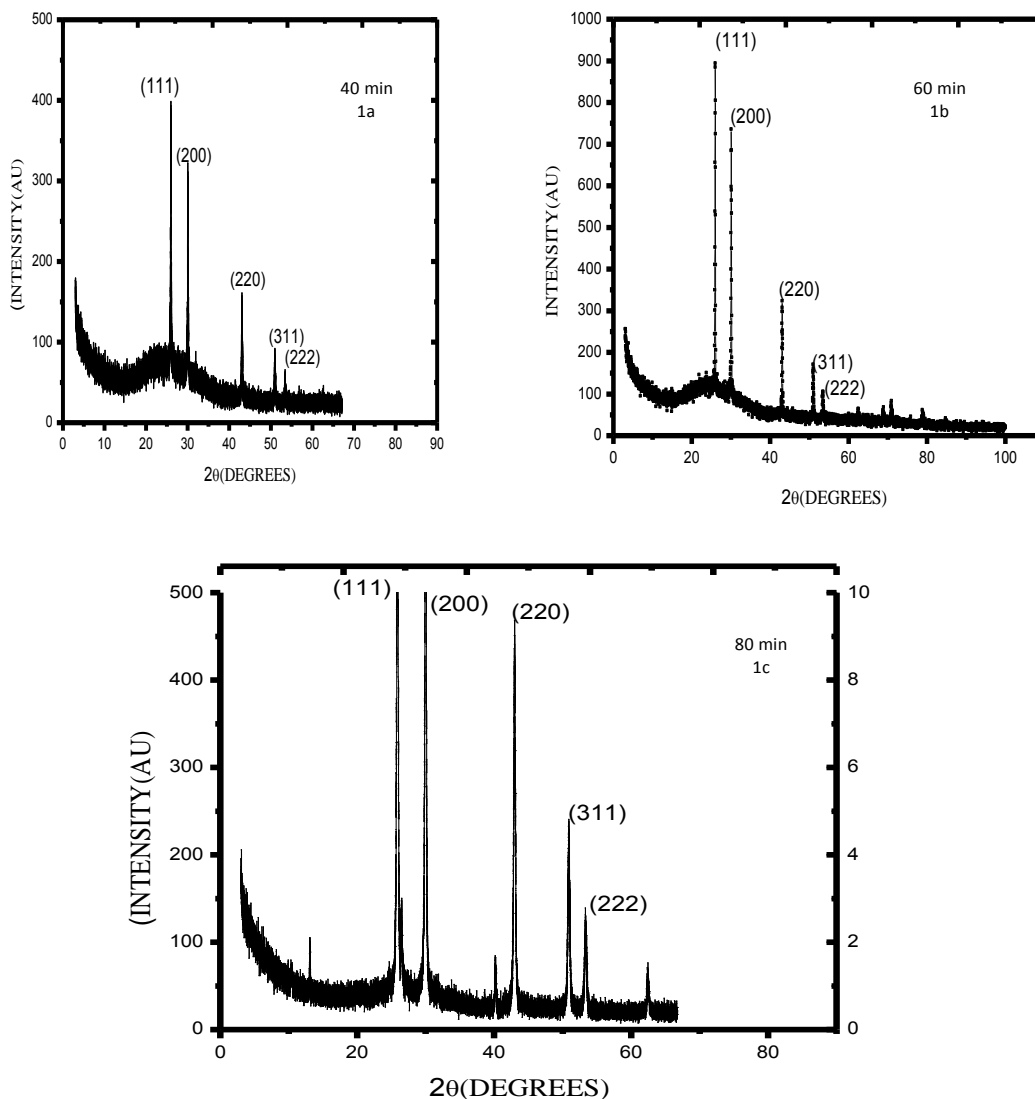 500
400
300
200
100
0
0 10 20 30 40 50 60 70 80 90
(INTENSITY(AU)
2θ(DEGREES)
(111)
(200)
(220)
(311)
(222)
40 min
1a
1000
900
800
700
600
500
400
300
200
100
0
0 20 40 60 80 100
INTENSITY(AU)
2θ(DEGREES)
(111)
(200)
(220)
(311)
(222)
60 min
1b
500
400
300
200
100
0
0 20 40 60 80
10
8
6
4
2
0
(INTENSITY(AU)
2θ(DEGREES)
(111)
(200)
(220)
(311)
(222)
80 min
1c